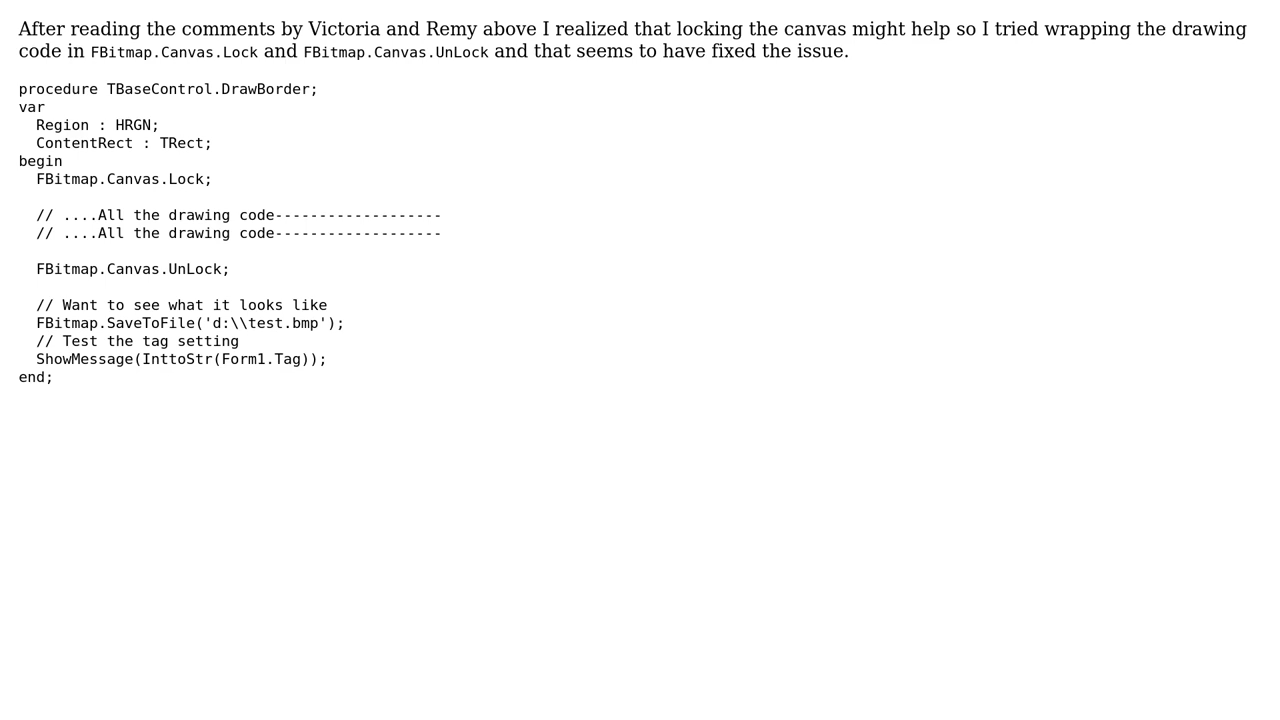 After reading the comments by Victoria and Remy above I realized that locking the canvas might help so I tried wrapping the drawing
code in FBitmap.Canvas.Lock and FBitmap.Canvas.UnLock and that seems to have fixed the issue.

procedure TBaseControl.DrawBorder;
var
  Region : HRGN;
  ContentRect : TRect;
begin
  FBitmap.Canvas.Lock;

  // ....All the drawing code-------------------
  // ....All the drawing code-------------------

  FBitmap.Canvas.UnLock;

  // Want to see what it looks like
  FBitmap.SaveToFile('d:\\test.bmp');
  // Test the tag setting
  ShowMessage(InttoStr(Form1.Tag));
end;